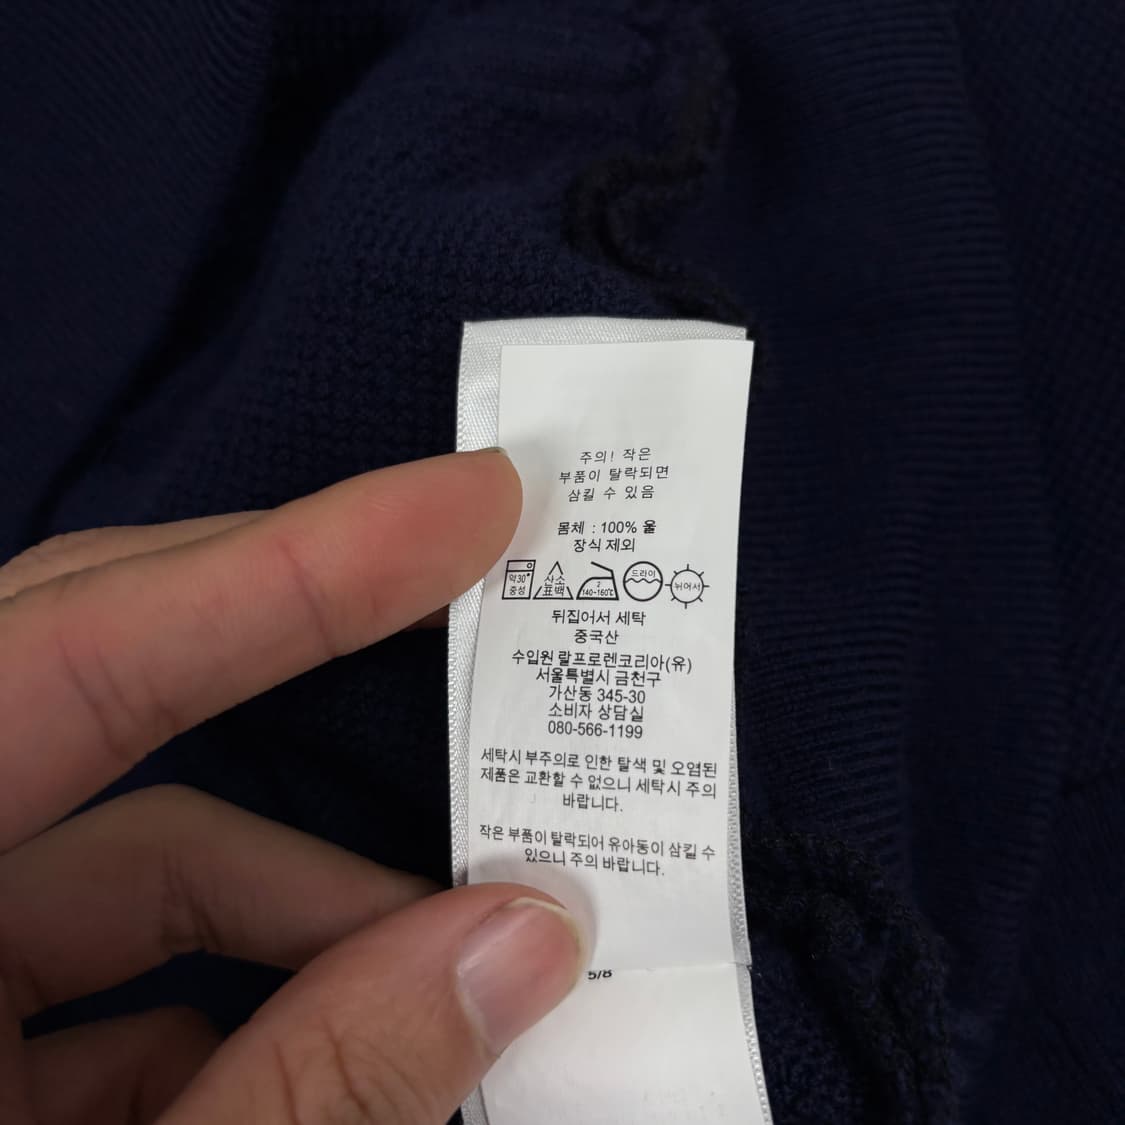 주의! 작은
부품이 탈락되면
삼킬 수 있음
몸체 : 100% 울
장식 제외
약30° 중성 산소 표백 2 140~160℃ 드라이 뉘어서
뒤집어서 세탁
중국산
수입원 랄프로렌코리아(유)
서울특별시 금천구
가산동 345-30
소비자 상담실
080-566-1199
세탁시 부주의로 인한 탈색 및 오염된
제품은 교환할 수 없으니 세탁시 주의
바랍니다.
작은 부품이 탈락되어 유아동이 삼킬 수
있으니 주의 바랍니다.
5/8